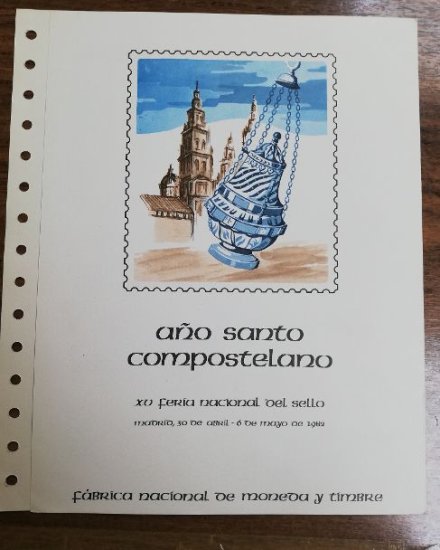 año santo
compostelano
XV feria nacional del sello
madrid, 30 de abril - 6 de mayo de 1982
fábrica nacional de moneda y timbre